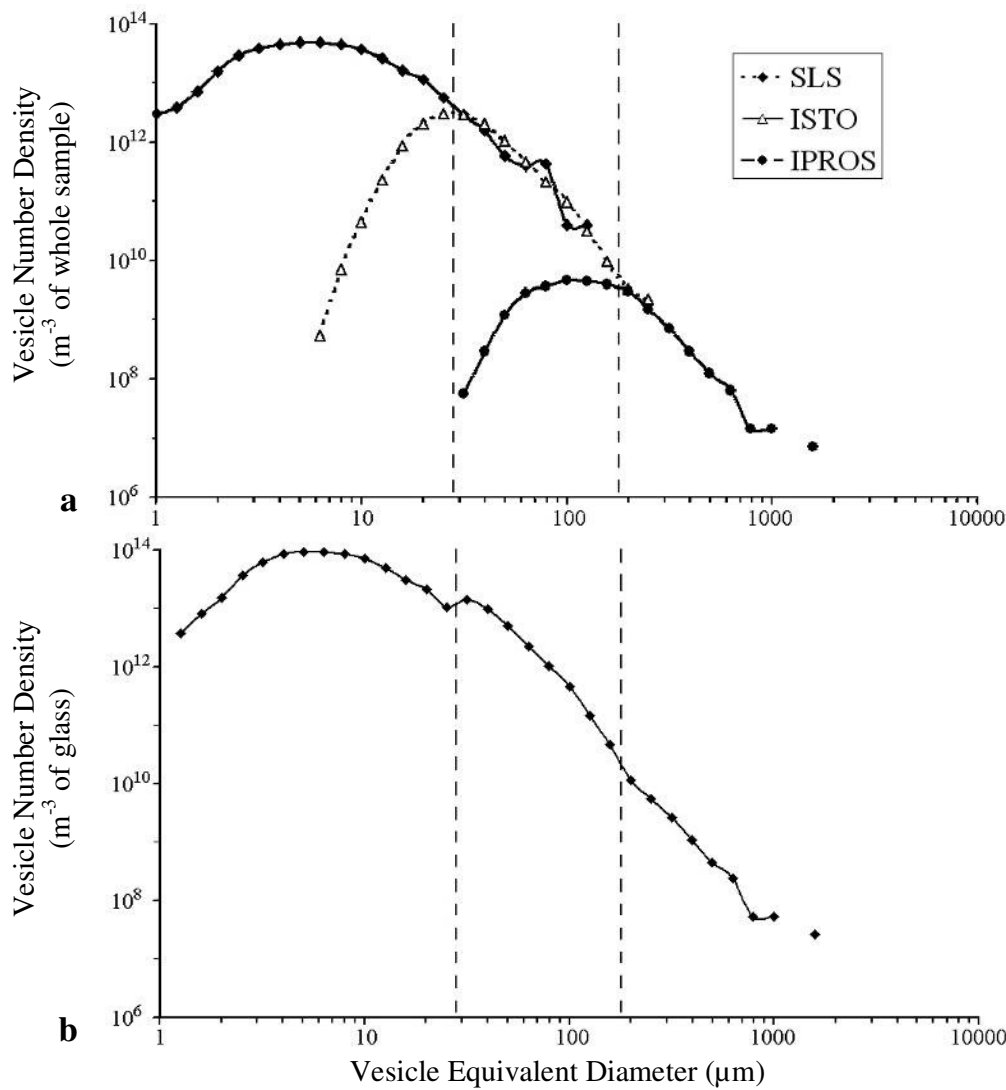 10^14
10^12
10^10
10^8
10^6
Vesicle Number Density
(m^-3 of whole sample)
SLS
ISTO
IPROS
a
1
10
100
1000
10000
10^14
10^12
10^10
10^8
10^6
Vesicle Number Density
(m^-3 of glass)
b
1
10
100
1000
10000
Vesicle Equivalent Diameter (µm)